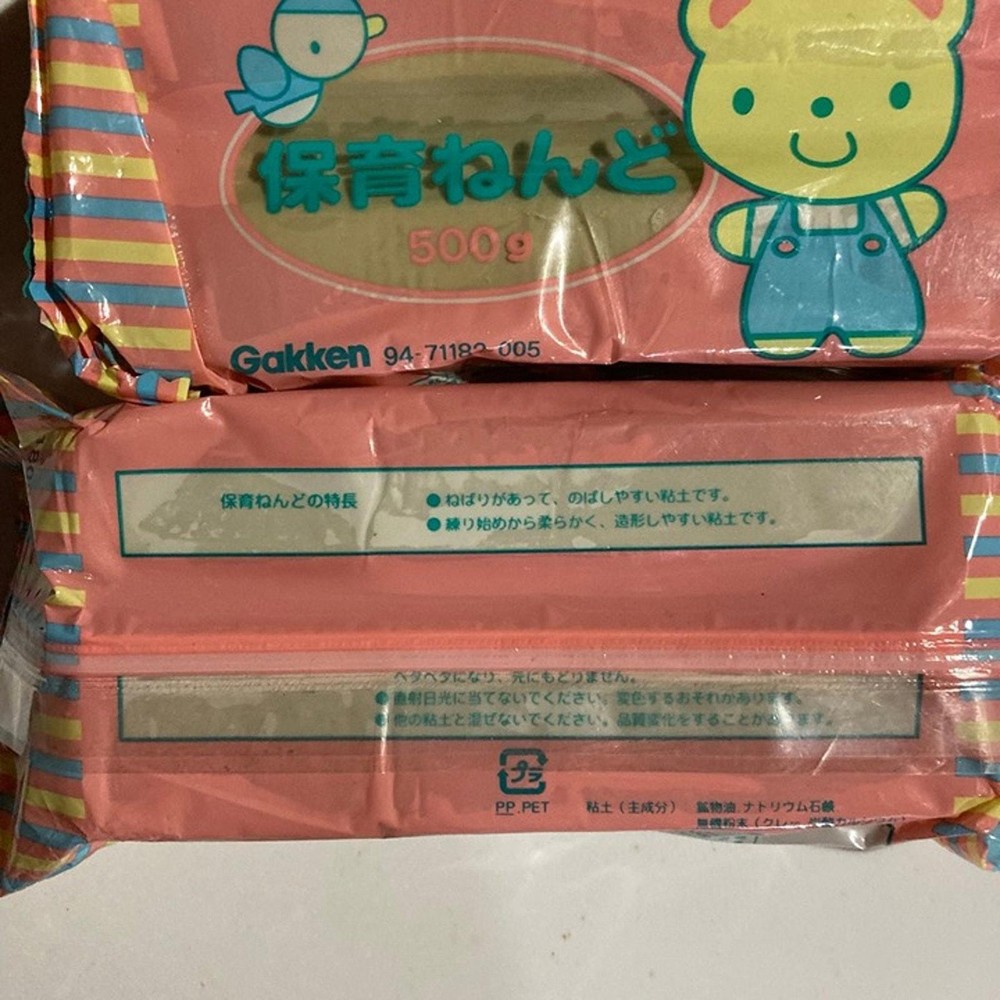 保育ねんど
500g
Gakken 94-71182-005
保育ねんどの特長
●ねばりがあって、のばしやすい粘土です。
●練り始めから柔らかく、造形しやすい粘土です。
ベタベタになり、元にもどりません。
●直射日光に当てないでください。変色するおそれがあります。
●他の粘土と混ぜないでください。品質変化をすることがあります。
プラ
PP.PET
粘土（主成分） 鉱物油.ナトリウム石鹸.
無機粉末（クレー.